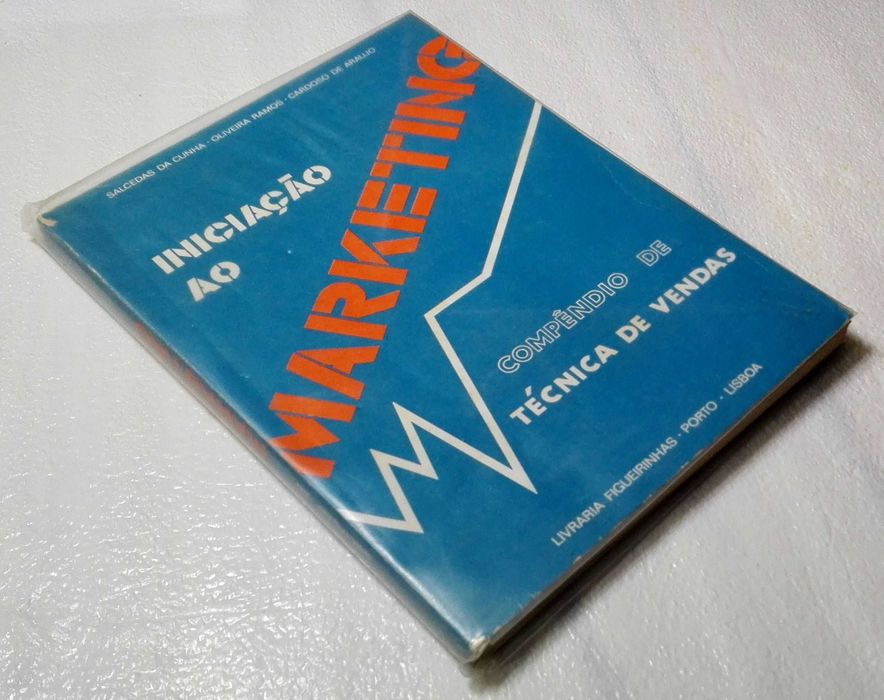 SALCEDAS DA CUNHA · OLIVEIRA RAMOS · CARDOSO DE ARAUJO
INICIAÇÃO
AO
MARKETING
COMPÊNDIO DE
TÉCNICA DE VENDAS
LIVRARIA FIGUEIRINHAS · PORTO · LISBOA